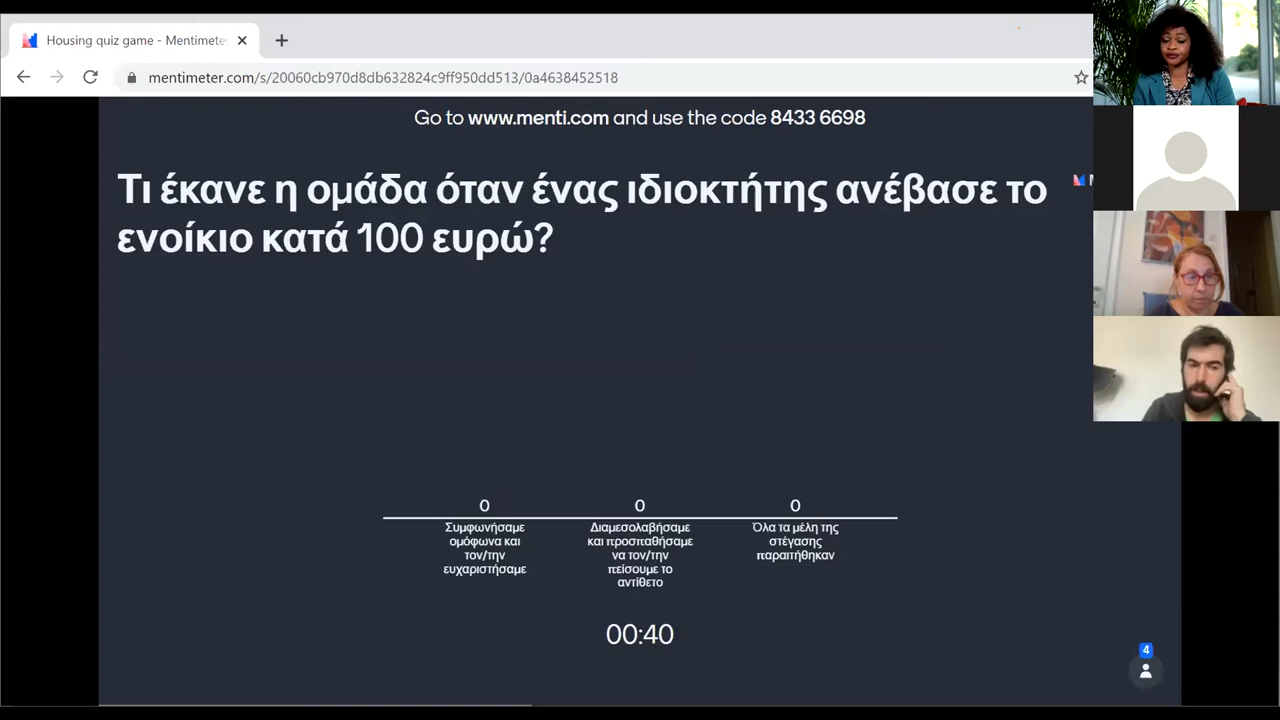 Housing quiz game - Mentimeter
mentimeter.com/s/20060cb970d8db632824c9ff950dd513/0a4638452518
Go to www.menti.com and use the code 8433 6698
Τι έκανε η ομάδα όταν ένας ιδιοκτήτης ανέβασε το
ενοίκιο κατά 100 ευρώ?
0
0
0
Συμφωνήσαμε
ομόφωνα και
τον/την
ευχαριστήσαμε
Διαμεσολαβήσαμε
και προσπαθήσαμε
να τον/την
πείσουμε το
αντίθετο
Όλα τα μέλη της
στέγασης
παραιτήθηκαν
00:40
4